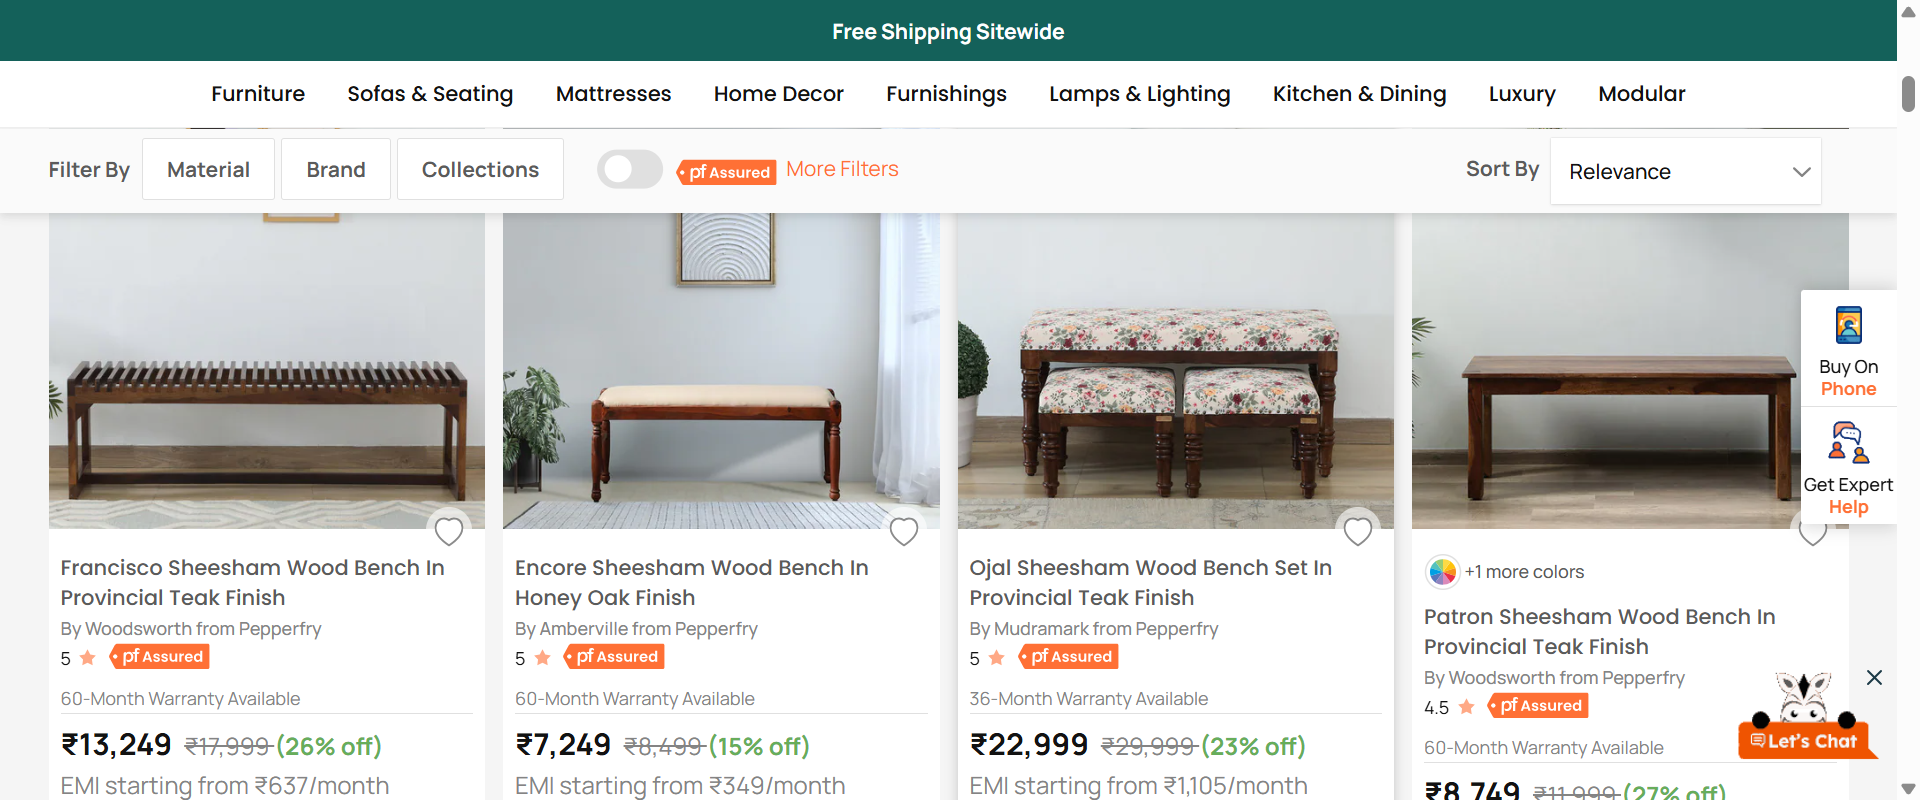 Free Shipping Sitewide
Furniture Sofas & Seating Mattresses Home Decor Furnishings Lamps & Lighting Kitchen & Dining Luxury Modular
Filter By Material Brand Collections pf Assured More Filters Sort By Relevance
Buy On
Phone
Get Expert
Help
Francisco Sheesham Wood Bench In
Provincial Teak Finish
By Woodsworth from Pepperfry
5 pf Assured
60-Month Warranty Available
₹13,249 ₹17,999 (26% off)
EMI starting from ₹637/month
Encore Sheesham Wood Bench In
Honey Oak Finish
By Amberville from Pepperfry
5 pf Assured
60-Month Warranty Available
₹7,249 ₹8,499 (15% off)
EMI starting from ₹349/month
Ojal Sheesham Wood Bench Set In
Provincial Teak Finish
By Mudramark from Pepperfry
5 pf Assured
36-Month Warranty Available
₹22,999 ₹29,999 (23% off)
EMI starting from ₹1,105/month
+1 more colors
Patron Sheesham Wood Bench In
Provincial Teak Finish
By Woodsworth from Pepperfry
4.5 pf Assured
60-Month Warranty Available
₹8,749 ₹11,999 (27% off)
Let's Chat